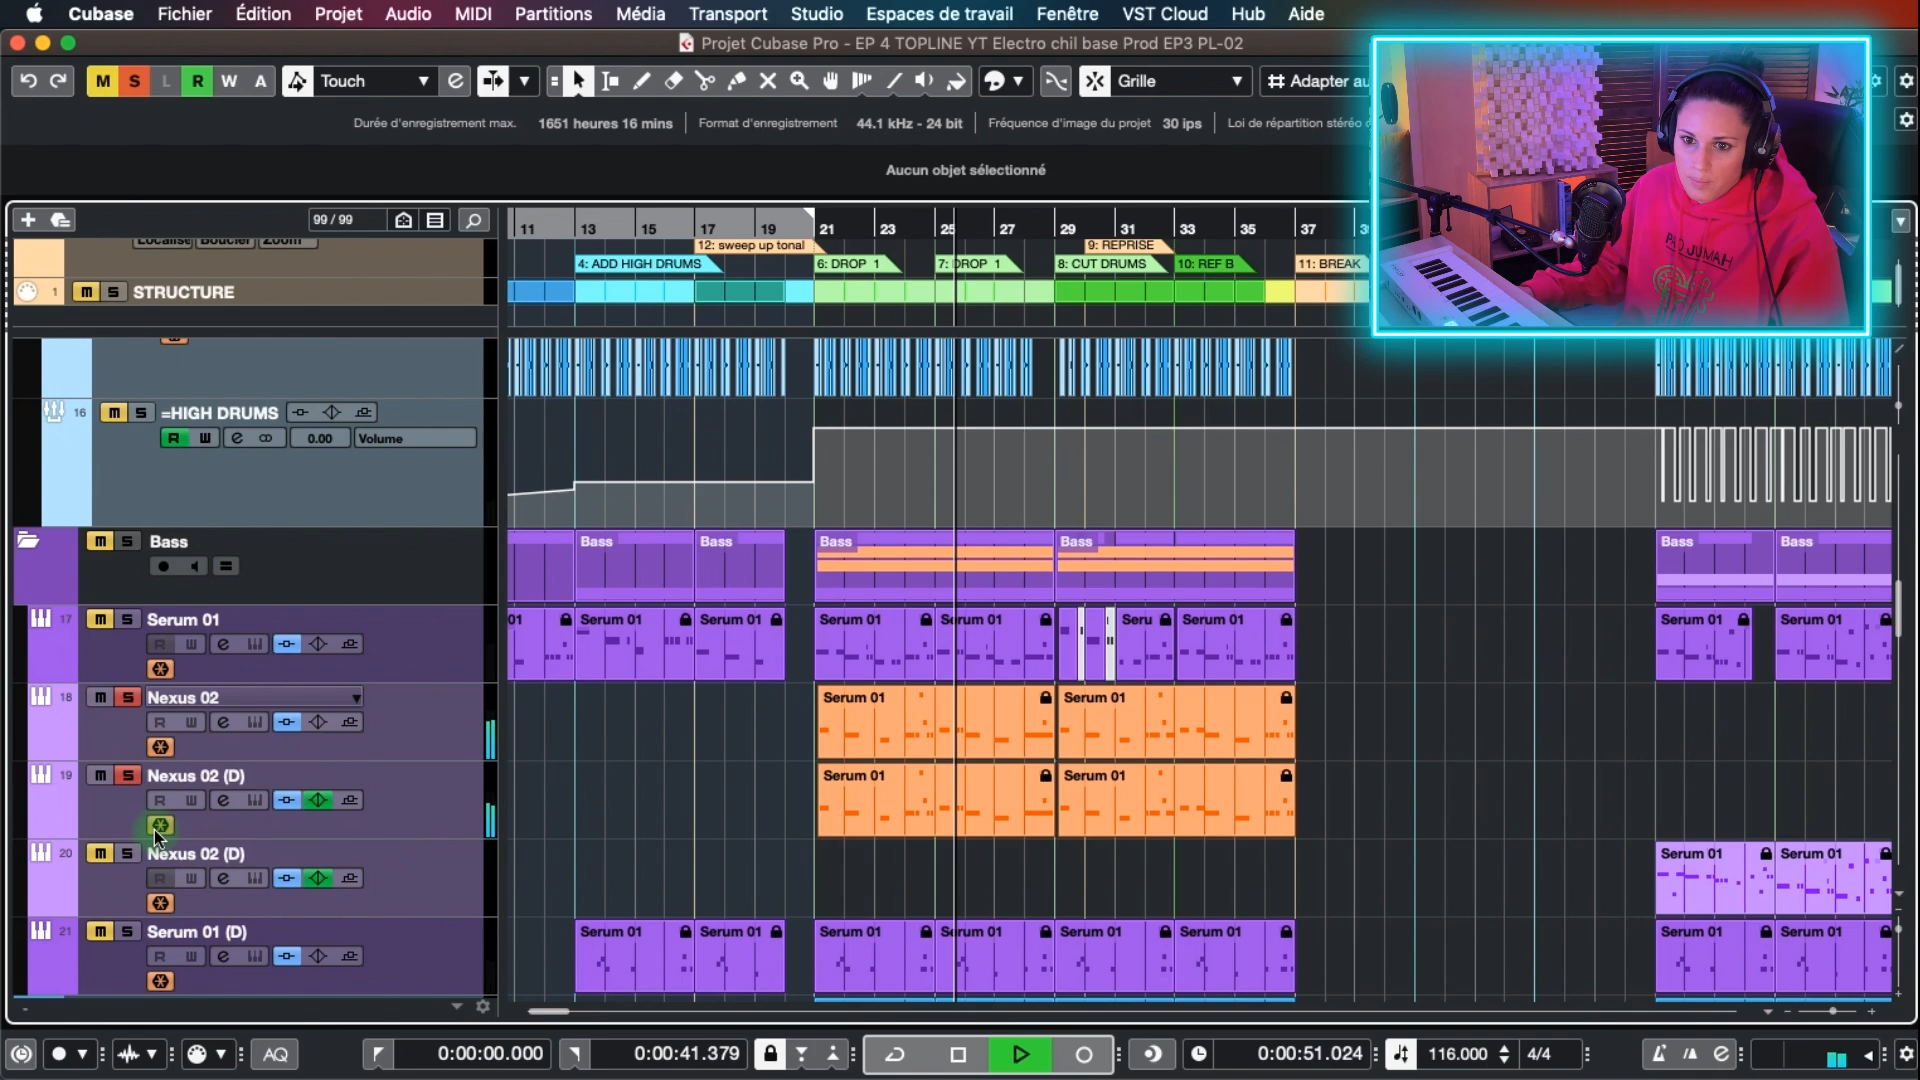 Cubase Fichier Édition Projet Audio MIDI Partitions Média Transport Studio Espaces de travail Fenêtre VST Cloud Hub Aide
Projet Cubase Pro - EP 4 TOPLINE YT Electro chil base Prod EP3 PL-02
M S L R W A Touch Grille Adapter au
Durée d'enregistrement max. 1651 heures 16 mins Format d'enregistrement 44.1 kHz - 24 bit Fréquence d'image du projet 30 ips Loi de répartition stéréo
Aucun objet sélectionné
99 / 99
11 13 15 17 19 21 23 25 27 29 31 33 35 37
Localise Boucler Zoom
12: sweep up tonal 9: REPRISE
4: ADD HIGH DRUMS 6: DROP 1 7: DROP 1 8: CUT DRUMS 10: REF B 11: BREAK
1 m S STRUCTURE
16 m S =HIGH DRUMS
R W e 0.00 Volume
m S Bass
Bass Bass Bass Bass Bass Bass
17 m S Serum 01
01 Serum 01 Serum 01 Serum 01 Serum 01 Seru Serum 01 Serum 01 Serum 01
18 m S Nexus 02
Serum 01 Serum 01
19 m S Nexus 02 (D)
Serum 01 Serum 01
20 m S Nexus 02 (D)
Serum 01 Serum 01
21 m S Serum 01 (D)
Serum 01 Serum 01 Serum 01 Serum 01 Serum 01 Serum 01 Serum 01 Serum 01
AQ 0:00:00.000 0:00:41.379 0:00:51.024 116.000 4/4